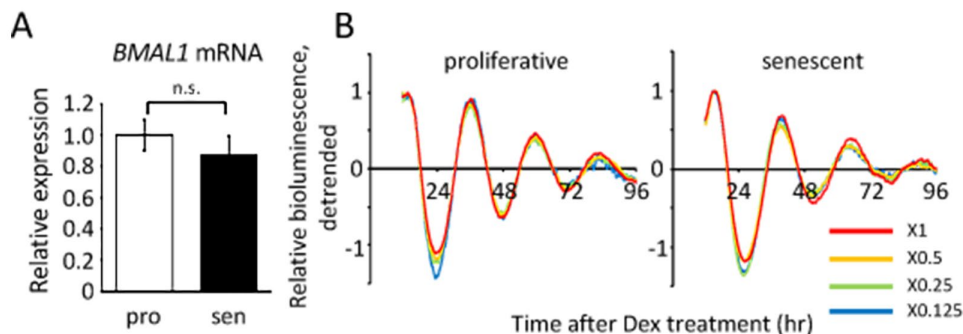 A
BMAL1 mRNA
n.s.
Relative expression
1.2
1.0
0.8
0.6
0.4
0.2
0
pro
sen
B
Relative bioluminescence,
detrended
proliferative
1
0
-1
24
48
72
96
senescent
1
0
-1
24
48
72
96
X1
X0.5
X0.25
X0.125
Time after Dex treatment (hr)